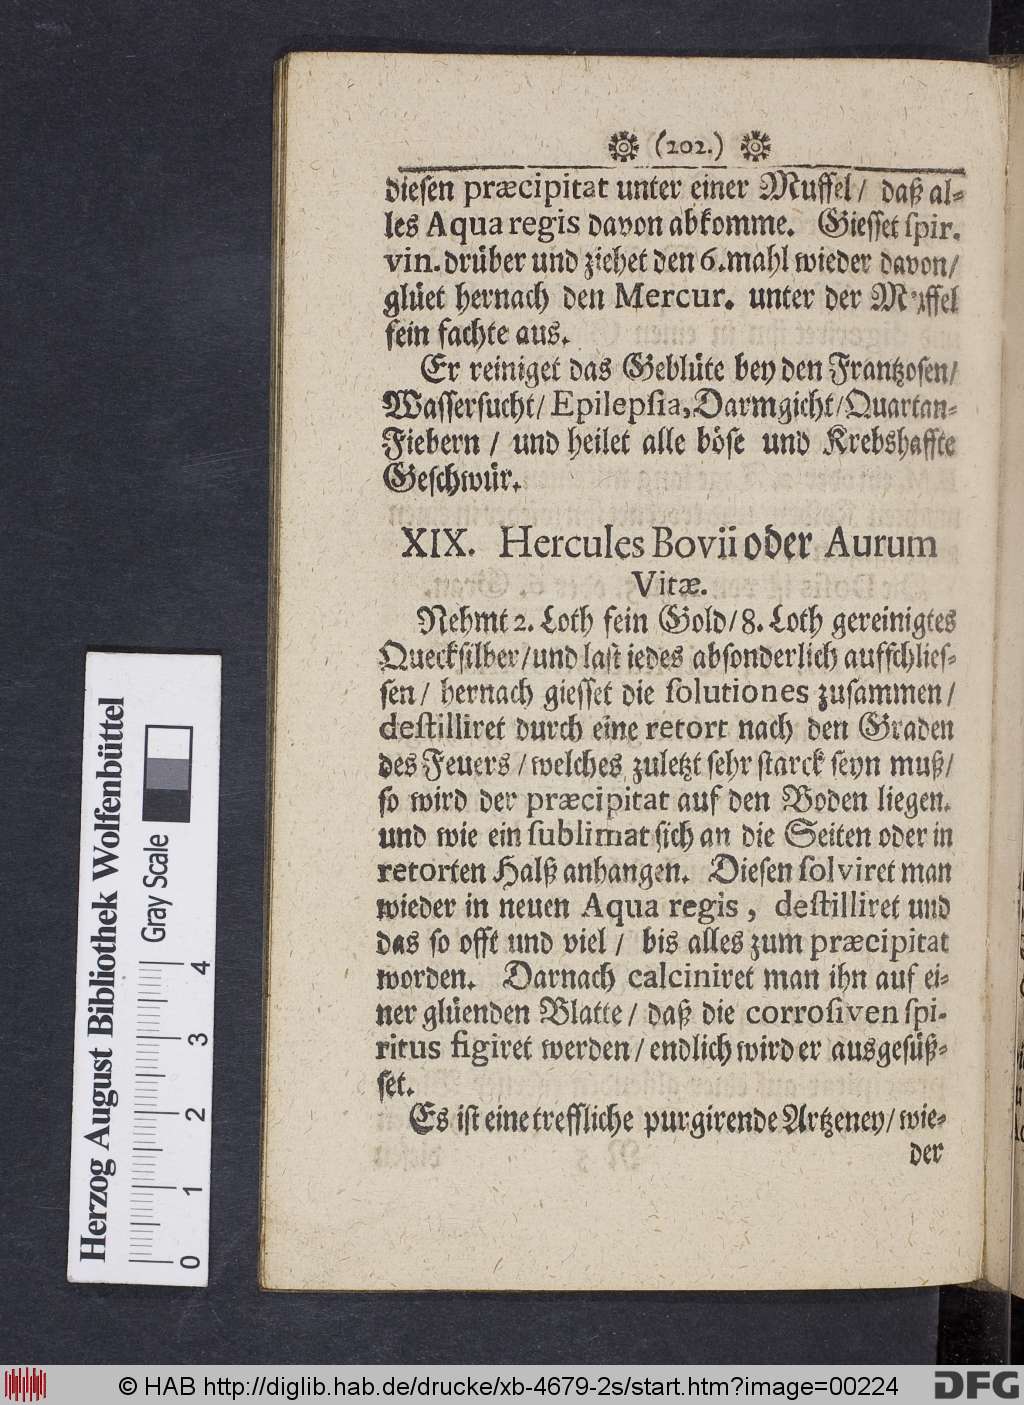 (202.)
diesen præcipitat unter einer Muffel/ daß al-
les Aqua regis davon abkomme. Giesset spir.
vin. drüber und ziehet den 6. mahl wieder davon/
glüet hernach den Mercur. unter der Muffel
fein sachte aus.
Er reiniget das Geblüte bey den Frantzosen/
Wassersucht/ Epilepsia, Darmgicht/ Quartan-
Fiebern / und heilet alle böse und Krebshaffte
Geschwür.
XIX. Hercules Bovii oder Aurum
Vitæ.
Nehmt 2. Loth fein Gold/ 8. Loth gereinigtes
Quecksilber/ und last jedes absonderlich auffchlies-
sen/ hernach giesset die solutiones zusammen/
destilliret durch eine retort nach den Graden
des Feuers/ welches zuletzt sehr starck seyn muß/
so wird der præcipitat auf den Boden liegen.
und wie ein sublimat sich an die Seiten oder in
retorten Halß anhangen. Diesen solviret man
wieder in neuen Aqua regis, destilliret und
das so offt und viel/ bis alles zum præcipitat
worden. Darnach calciniret man ihn auf ei-
ner glüenden Blatte/ daß die corrosiven spi-
ritus figiret werden/ endlich wird er ausgesüß-
set.
Es ist eine treffliche purgirende Artzeney/ wie-
der
Herzog August Bibliothek Wolfenbüttel
Gray Scale
0 1 2 3 4
© HAB http://diglib.hab.de/drucke/xb-4679-2s/start.htm?image=00224
DFG